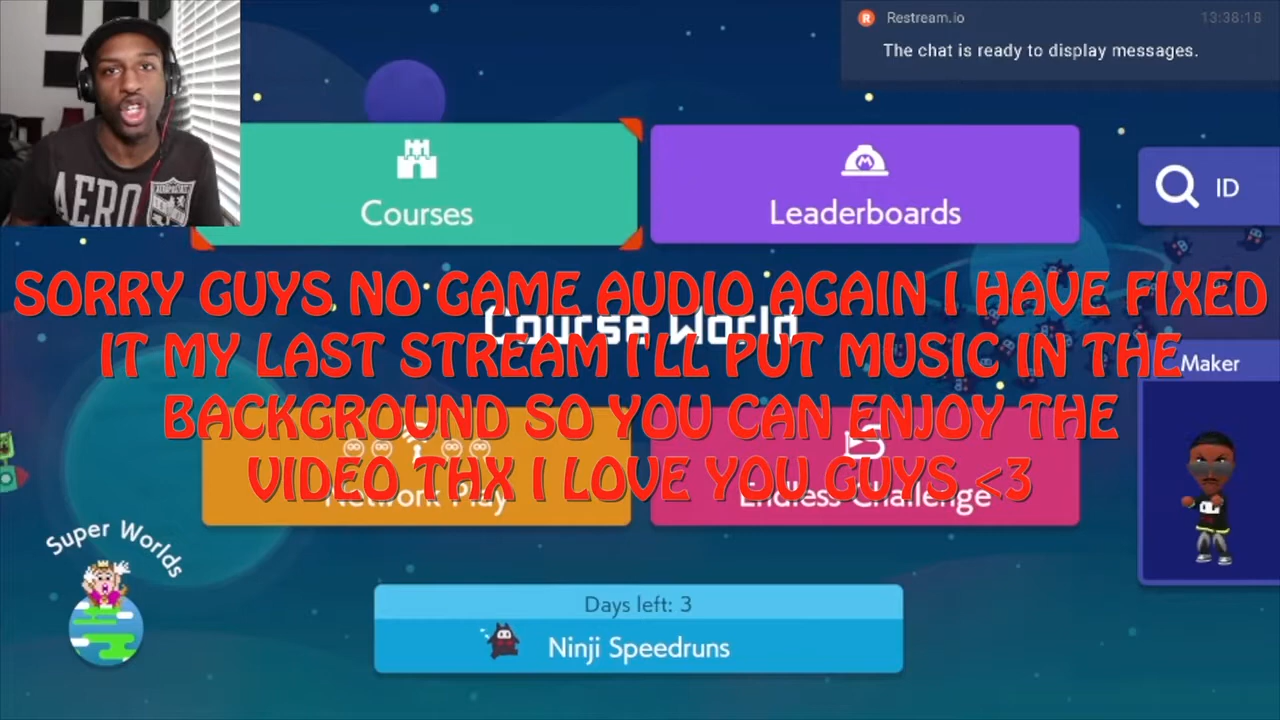 Restream.io
13:38:18
The chat is ready to display messages.
AERO
Courses
Leaderboards
ID
SORRY GUYS NO GAME AUDIO AGAIN I HAVE FIXED
Course World
IT MY LAST STREAM I'LL PUT MUSIC IN THE
Maker
BACKGROUND SO YOU CAN ENJOY THE
VIDEO THX I LOVE YOU GUYS <3
Network Play
Endless Challenge
Super Worlds
Days left: 3
Ninji Speedruns